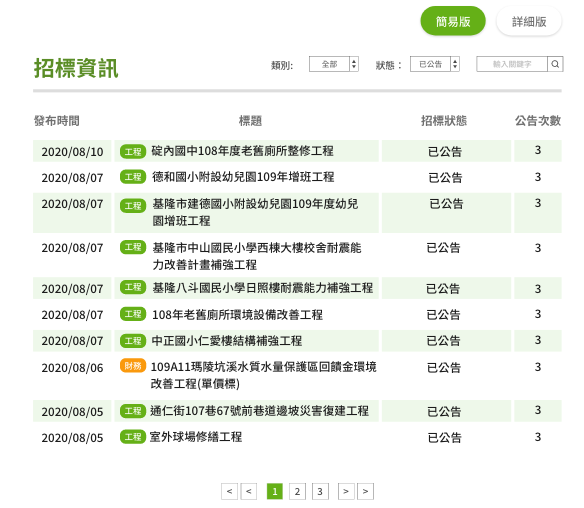 簡易版 詳細版
招標資訊 類別: 全部 狀態： 已公告 輸入關鍵字
發布時間 標題 招標狀態 公告次數
2020/08/10 工程 碇內國中108年度老舊廁所整修工程 已公告 3
2020/08/07 工程 德和國小附設幼兒園109年增班工程 已公告 3
2020/08/07 工程 基隆市建德國小附設幼兒園109年度幼兒 已公告 3
園增班工程
2020/08/07 工程 基隆市中山國民小學西棟大樓校舍耐震能 已公告 3
力改善計畫補強工程
2020/08/07 工程 基隆八斗國民小學日照樓耐震能力補強工程 已公告 3
2020/08/07 工程 108年老舊廁所環境設備改善工程 已公告 3
2020/08/07 工程 中正國小仁愛樓結構補強工程 已公告 3
2020/08/06 財務 109A11瑪陵坑溪水質水量保護區回饋金環境 已公告 3
改善工程(單價標)
2020/08/05 工程 通仁街107巷67號前巷道邊坡災害復建工程 已公告 3
2020/08/05 工程 室外球場修繕工程 已公告 3
< < 1 2 3 > >